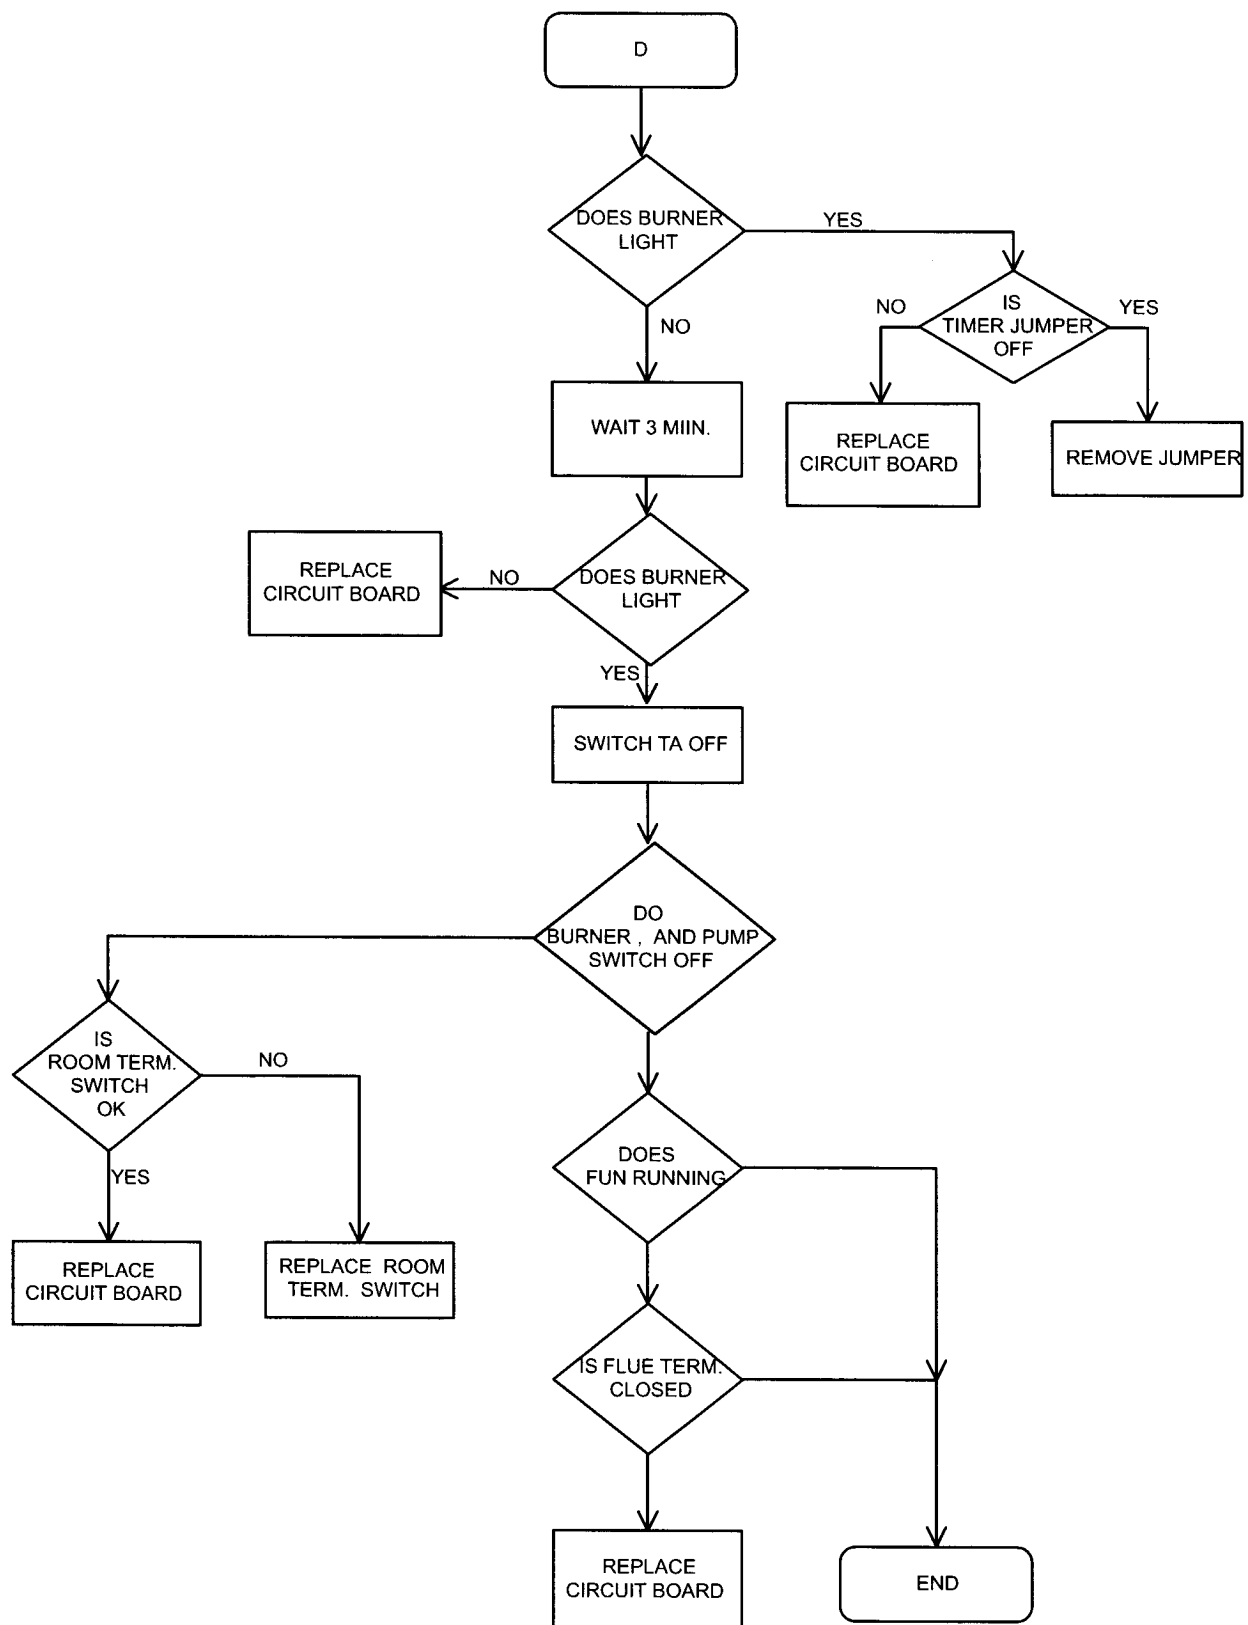 D
DOES BURNER
LIGHT
YES
NO
IS
TIMER JUMPER
OFF
NO
YES
WAIT 3 MIIN.
REPLACE
CIRCUIT BOARD
REMOVE JUMPER
REPLACE
CIRCUIT BOARD
NO
DOES BURNER
LIGHT
YES
SWITCH TA OFF
DO
BURNER , AND PUMP
SWITCH OFF
IS
ROOM TERM.
SWITCH
OK
NO
YES
DOES
FUN RUNNING
REPLACE
CIRCUIT BOARD
REPLACE ROOM
TERM. SWITCH
IS FLUE TERM.
CLOSED
REPLACE
CIRCUIT BOARD
END